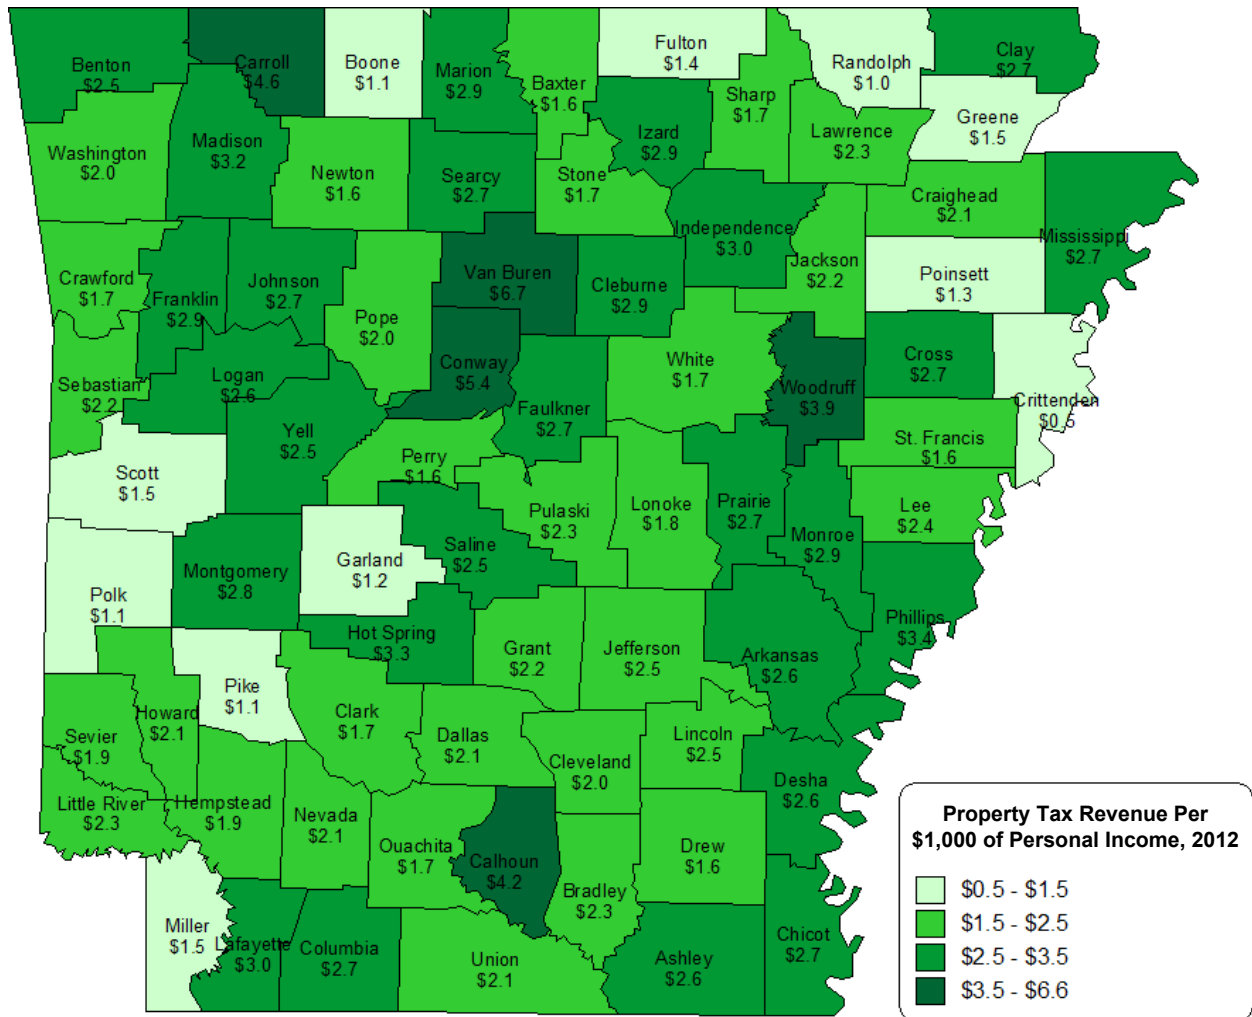 Benton
$2.5
Carroll
$4.6
Boone
$1.1
Marion
$2.9
Baxter
$1.6
Fulton
$1.4
Sharp
$1.7
Randolph
$1.0
Clay
$2.7
Greene
$1.5
Lawrence
$2.3
Izard
$2.9
Washington
$2.0
Madison
$3.2
Newton
$1.6
Searcy
$2.7
Stone
$1.7
Independence
$3.0
Craighead
$2.1
Mississippi
$2.7
Jackson
$2.2
Poinsett
$1.3
Crawford
$1.7
Franklin
$2.9
Johnson
$2.7
Pope
$2.0
Van Buren
$6.7
Cleburne
$2.9
Conway
$5.4
White
$1.7
Woodruff
$3.9
Cross
$2.7
Crittenden
$0.5
Sebastian
$2.2
Logan
$2.6
Yell
$2.5
Faulkner
$2.7
St. Francis
$1.6
Scott
$1.5
Perry
$1.6
Pulaski
$2.3
Lonoke
$1.8
Prairie
$2.7
Monroe
$2.9
Lee
$2.4
Polk
$1.1
Montgomery
$2.8
Garland
$1.2
Saline
$2.5
Hot Spring
$3.3
Grant
$2.2
Jefferson
$2.5
Arkansas
$2.6
Phillips
$3.4
Pike
$1.1
Howard
$2.1
Sevier
$1.9
Clark
$1.7
Dallas
$2.1
Cleveland
$2.0
Lincoln
$2.5
Desha
$2.6
Little River
$2.3
Hempstead
$1.9
Nevada
$2.1
Ouachita
$1.7
Calhoun
$4.2
Bradley
$2.3
Drew
$1.6
Miller
$1.5
Lafayette
$3.0
Columbia
$2.7
Union
$2.1
Ashley
$2.6
Chicot
$2.7
Property Tax Revenue Per
$1,000 of Personal Income, 2012
$0.5 - $1.5
$1.5 - $2.5
$2.5 - $3.5
$3.5 - $6.6